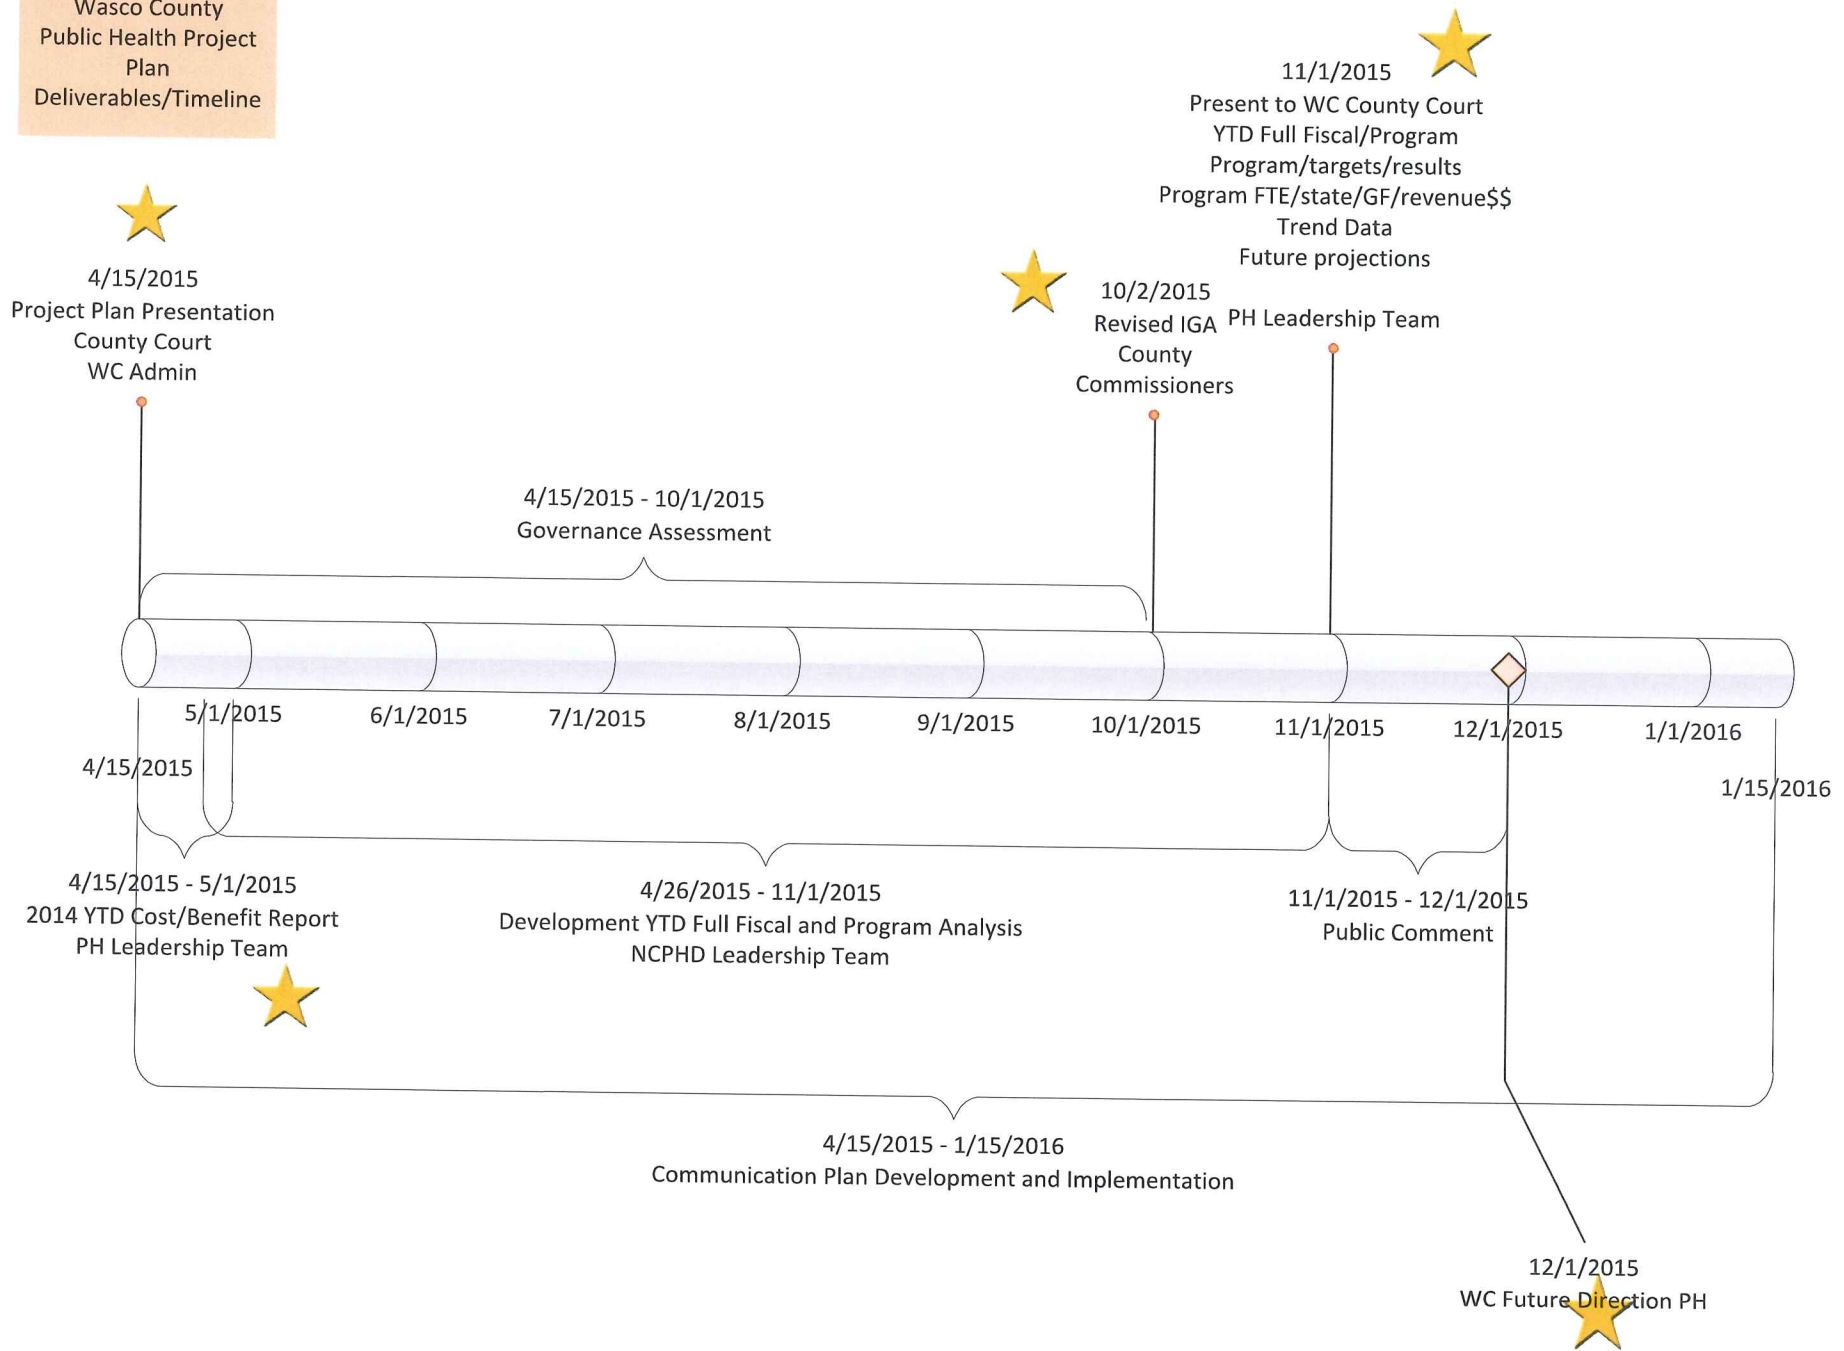 Wasco County
Public Health Project
Plan
Deliverables/Timeline
11/1/2015
Present to WC County Court
YTD Full Fiscal/Program
Program/targets/results
Program FTE/state/GF/revenue$$
Trend Data
Future projections
PH Leadership Team
4/15/2015
Project Plan Presentation
County Court
WC Admin
10/2/2015
Revised IGA
County
Commissioners
4/15/2015 - 10/1/2015
Governance Assessment
5/1/2015
6/1/2015
7/1/2015
8/1/2015
9/1/2015
10/1/2015
11/1/2015
12/1/2015
1/1/2016
4/15/2015
1/15/2016
4/15/2015 - 5/1/2015
2014 YTD Cost/Benefit Report
PH Leadership Team
4/26/2015 - 11/1/2015
Development YTD Full Fiscal and Program Analysis
NCPHD Leadership Team
11/1/2015 - 12/1/2015
Public Comment
4/15/2015 - 1/15/2016
Communication Plan Development and Implementation
12/1/2015
WC Future Direction PH